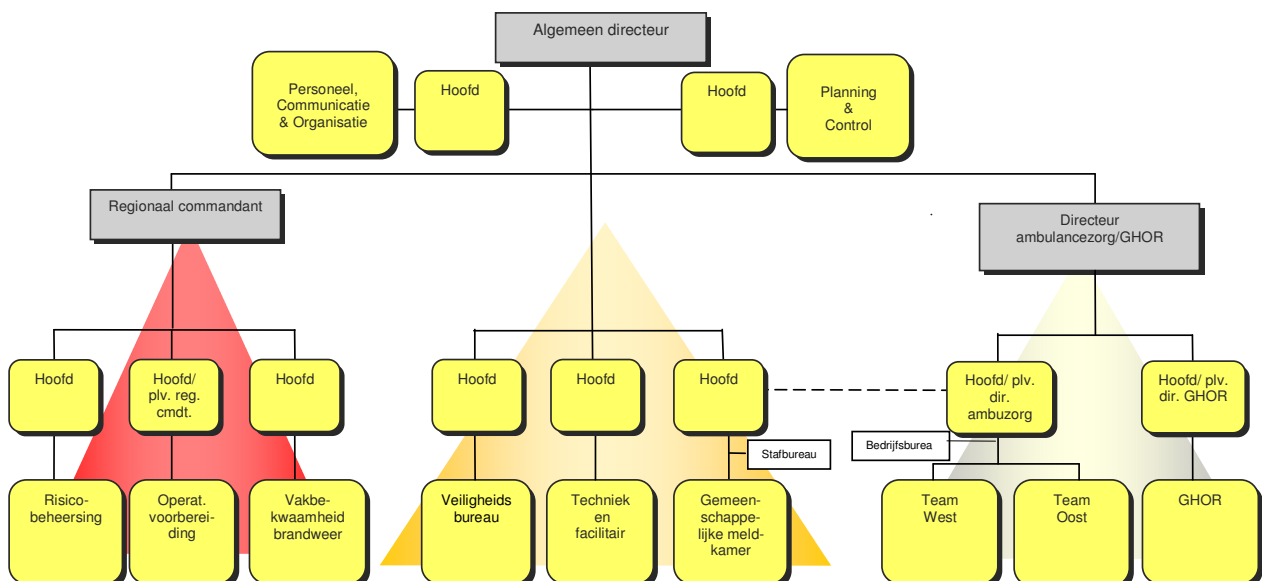 Algemeen directeur
Personeel,
Communicatie
& Organisatie
Hoofd
Hoofd
Planning
&
Control
Regionaal commandant
Directeur
ambulancezorg/GHOR
Hoofd
Hoofd/
plv. reg.
cmdt.
Hoofd
Hoofd
Hoofd
Hoofd
Hoofd/ plv.
dir.
ambuzorg
Hoofd/ plv.
dir. GHOR
Stafbureau
Bedrijfsburea
Risico-
beheersing
Operat.
voorberei-
ding
Vakbe-
kwaamheid
brandweer
Veiligheids
bureau
Techniek
en
facilitair
Gemeen-
schappe-
lijke meld-
kamer
Team
West
Team
Oost
GHOR